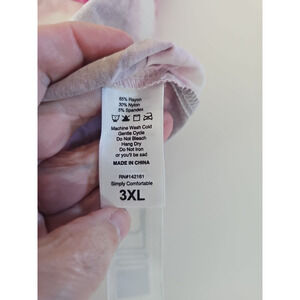 65% Rayon
30% Nylon
5% Spandex
Machine Wash Cold
Gentle Cycle
Do Not Bleach
Hang Dry
Do Not Iron
or you'll be sad
MADE IN CHINA
RN#142161
Simply Comfortable
3XL